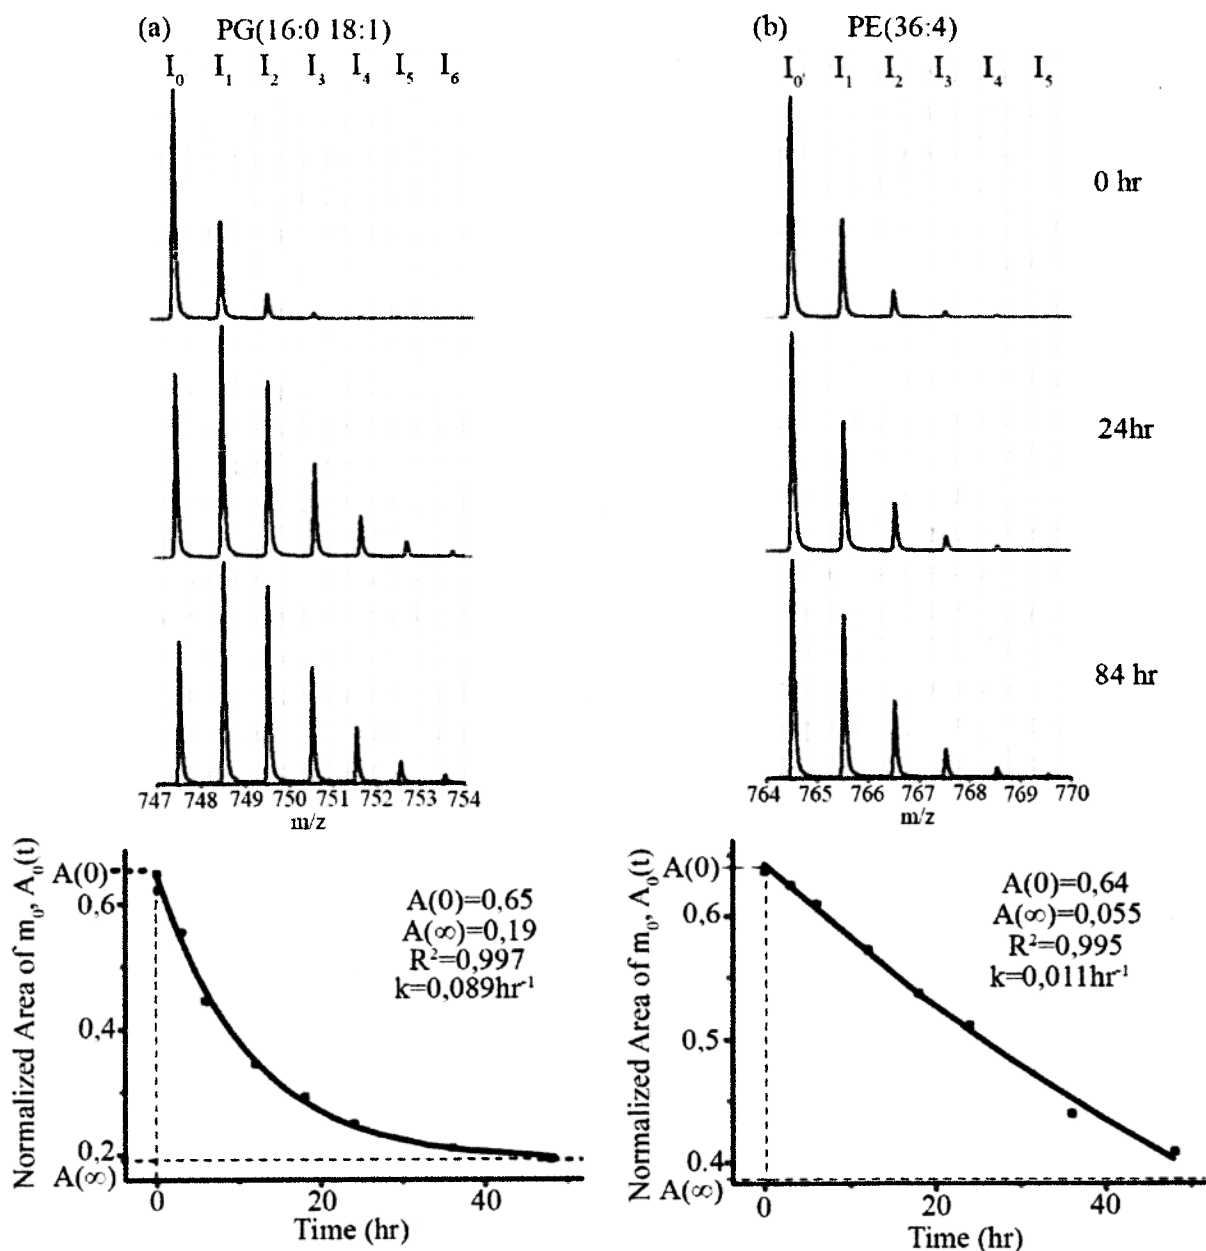 (a) PG(16:0 18:1)
I₀ I₁ I₂ I₃ I₄ I₅ I₆
(b) PE(36:4)
I₀' I₁ I₂ I₃ I₄ I₅
0 hr
24hr
84 hr
747 748 749 750 751 752 753 754
m/z
764 765 766 767 768 769 770
m/z
Normalized Area of m₀, A₀(t)
A(0)
0,6
0,4
0,2
A(∞)
A(0)=0,65
A(∞)=0,19
R²=0,997
k=0,089hr⁻¹
0 20 40
Time (hr)
Normalized Area of m₀, A₀(t)
A(0)
0,6
0,5
0,4
A(∞)
A(0)=0,64
A(∞)=0,055
R²=0,995
k=0,011hr⁻¹
0 20 40
Time (hr)